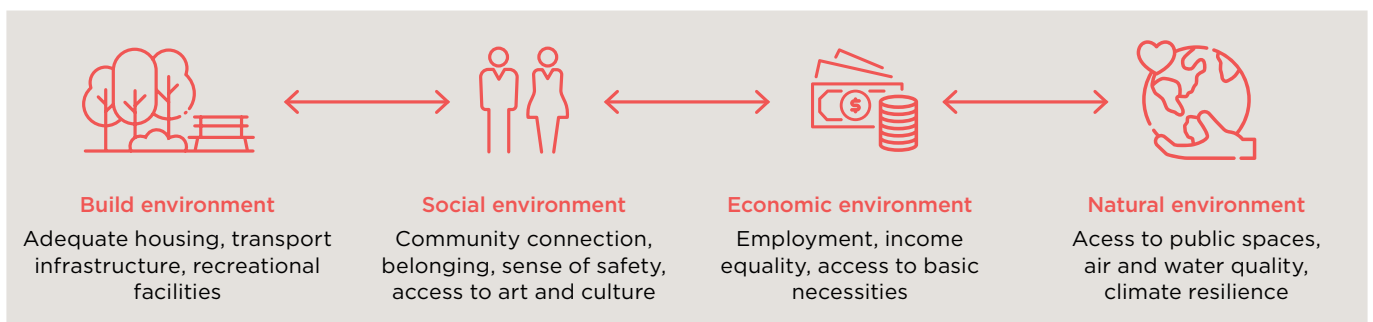 $
Build environment
Adequate housing, transport
infrastructure, recreational
facilities
Social environment
Community connection,
belonging, sense of safety,
access to art and culture
Economic environment
Employment, income
equality, access to basic
necessities
Natural environment
Acess to public spaces,
air and water quality,
climate resilience